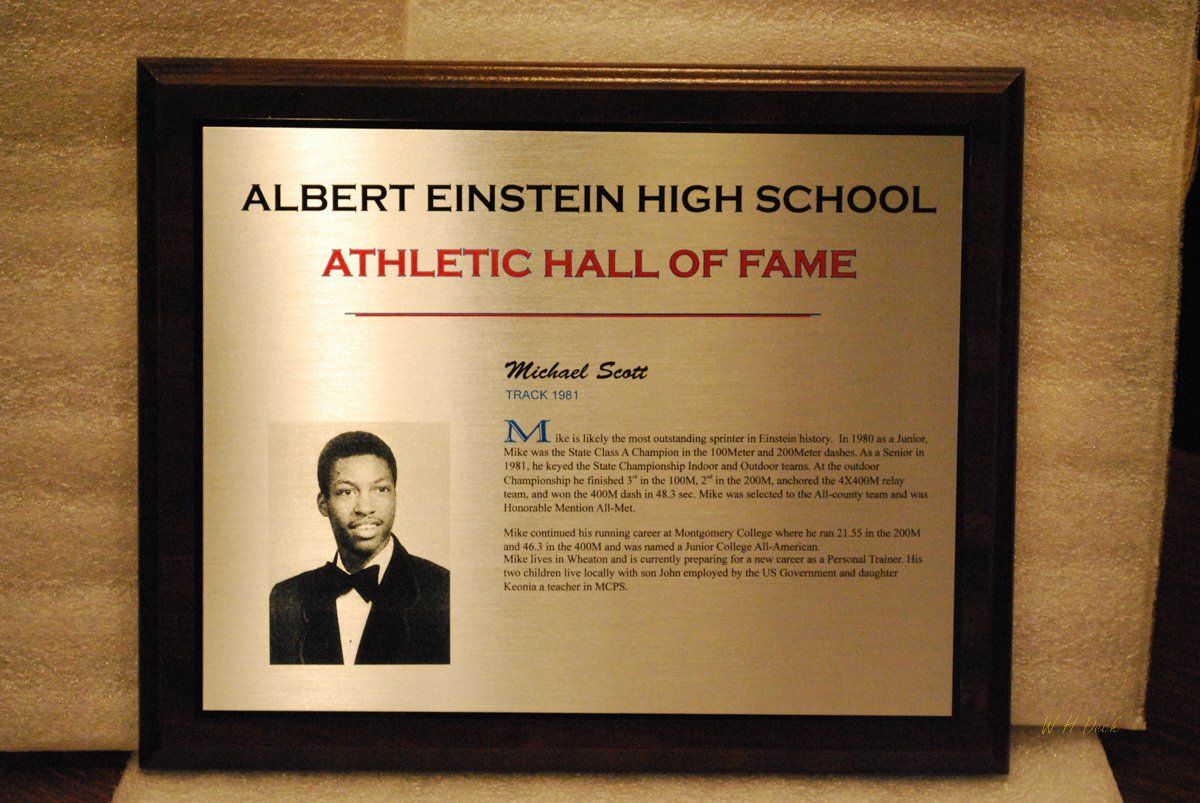 ALBERT EINSTEIN HIGH SCHOOL
ATHLETIC HALL OF FAME
Michael Scott
TRACK 1981
Mike is likely the most outstanding sprinter in Einstein history. In 1980 as a Junior,
Mike was the State Class A Champion in the 100Meter and 200Meter dashes. As a Senior in
1981, he keyed the State Championship Indoor and Outdoor teams. At the outdoor
Championship he finished 3rd in the 100M, 2nd in the 200M, anchored the 4X400M relay
team, and won the 400M dash in 48.3 sec. Mike was selected to the All-county team and was
Honorable Mention All-Met.
Mike continued his running career at Montgomery College where he ran 21.55 in the 200M
and 46.3 in the 400M and was named a Junior College All-American.
Mike lives in Wheaton and is currently preparing for a new career as a Personal Trainer. His
two children live locally with son John employed by the US Government and daughter
Keonia a teacher in MCPS.
W H Deck